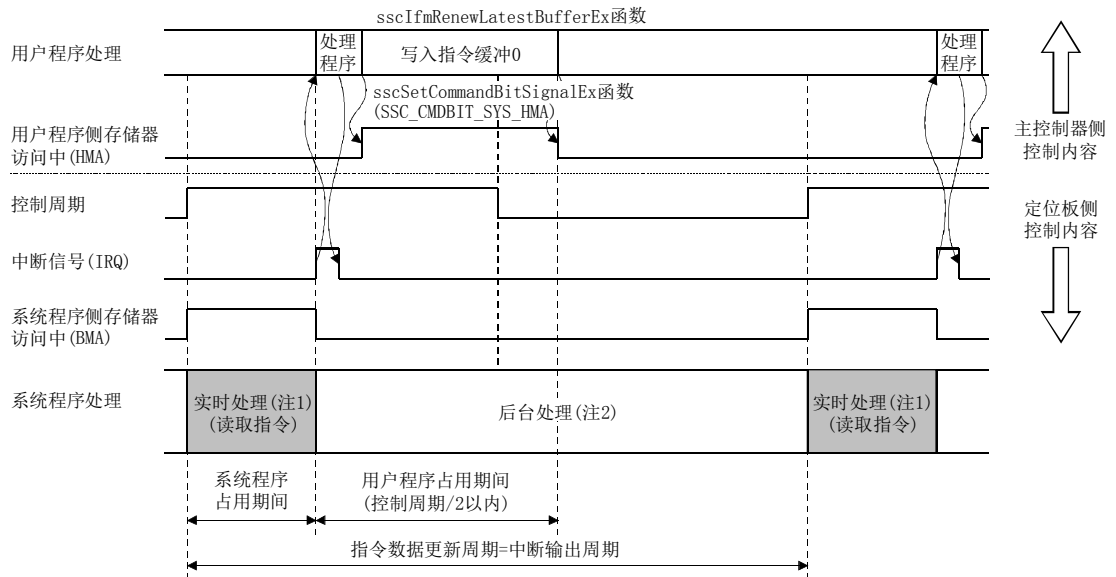 sscIfmRenewLatestBufferEx函数
用户程序处理
处理
程序
写入指令缓冲0
处理
程序
sscSetCommandBitSignalEx函数
(SSC_CMDBIT_SYS_HMA)
用户程序侧存储器
访问中(HMA)
主控制器侧
控制内容
控制周期
定位板侧
控制内容
中断信号(IRQ)
系统程序侧存储器
访问中(BMA)
系统程序处理
实时处理(注1)
(读取指令)
后台处理(注2)
实时处理(注1)
(读取指令)
系统程序
占用期间
用户程序占用期间
(控制周期/2以内)
指令数据更新周期=中断输出周期